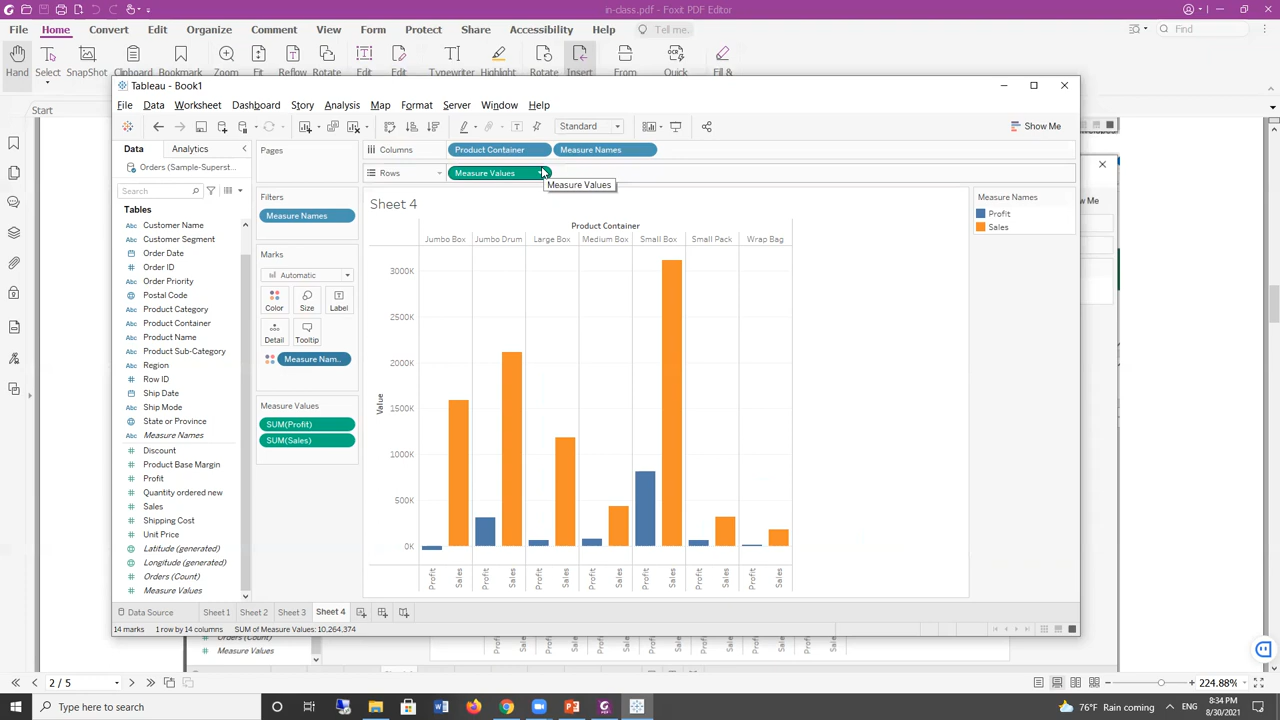 in-class.pdf - Foxit PDF Editor
File Home Convert Edit Organize Comment View Form Protect Share Accessibility Help Tell me.. Find
Hand Select SnapShot Clipboard Bookmark Zoom Fit Reflow Rotate Edit Edit Typewriter Highlight Rotate Insert From Quick Fill &
Start
Tableau - Book1
File Data Worksheet Dashboard Story Analysis Map Format Server Window Help
Standard Show Me
Data Analytics
Orders (Sample-Superst...
Search
Tables
Customer Name
Customer Segment
Order Date
Order ID
Order Priority
Postal Code
Product Category
Product Container
Product Name
Product Sub-Category
Region
Row ID
Ship Date
Ship Mode
State or Province
Measure Names
Discount
Product Base Margin
Profit
Quantity ordered new
Sales
Shipping Cost
Unit Price
Latitude (generated)
Longitude (generated)
Orders (Count)
Measure Values
Pages
Filters
Measure Names
Marks
Automatic
Color Size Label
Detail Tooltip
Measure Nam..
Measure Values
SUM(Profit)
SUM(Sales)
Columns Product Container Measure Names
Rows Measure Values
Measure Values
Sheet 4
Product Container
Jumbo Box Jumbo Drum Large Box Medium Box Small Box Small Pack Wrap Bag
3000K
2500K
2000K
1500K
1000K
500K
0K
Value
Profit Sales Profit Sales Profit Sales Profit Sales Profit Sales Profit Sales Profit Sales
Measure Names
Profit
Sales
Data Source Sheet 1 Sheet 2 Sheet 3 Sheet 4
14 marks 1 row by 14 columns SUM of Measure Values: 10,264,374
Orders (Count)
Measure Values
2 / 5
224.88%
Type here to search
76°F Raining coming
8:34 PM
8/30/2021